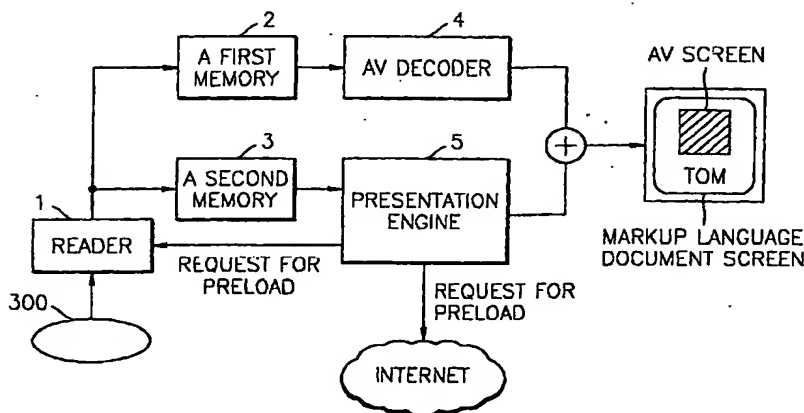 2
A FIRST
MEMORY
4
AV DECODER
AV SCREEN
TOM
MARKUP LANGUAGE
DOCUMENT SCREEN
3
A SECOND
MEMORY
5
PRESENTATION
ENGINE
1
READER
REQUEST FOR
PRELOAD
300
REQUEST FOR
PRELOAD
INTERNET